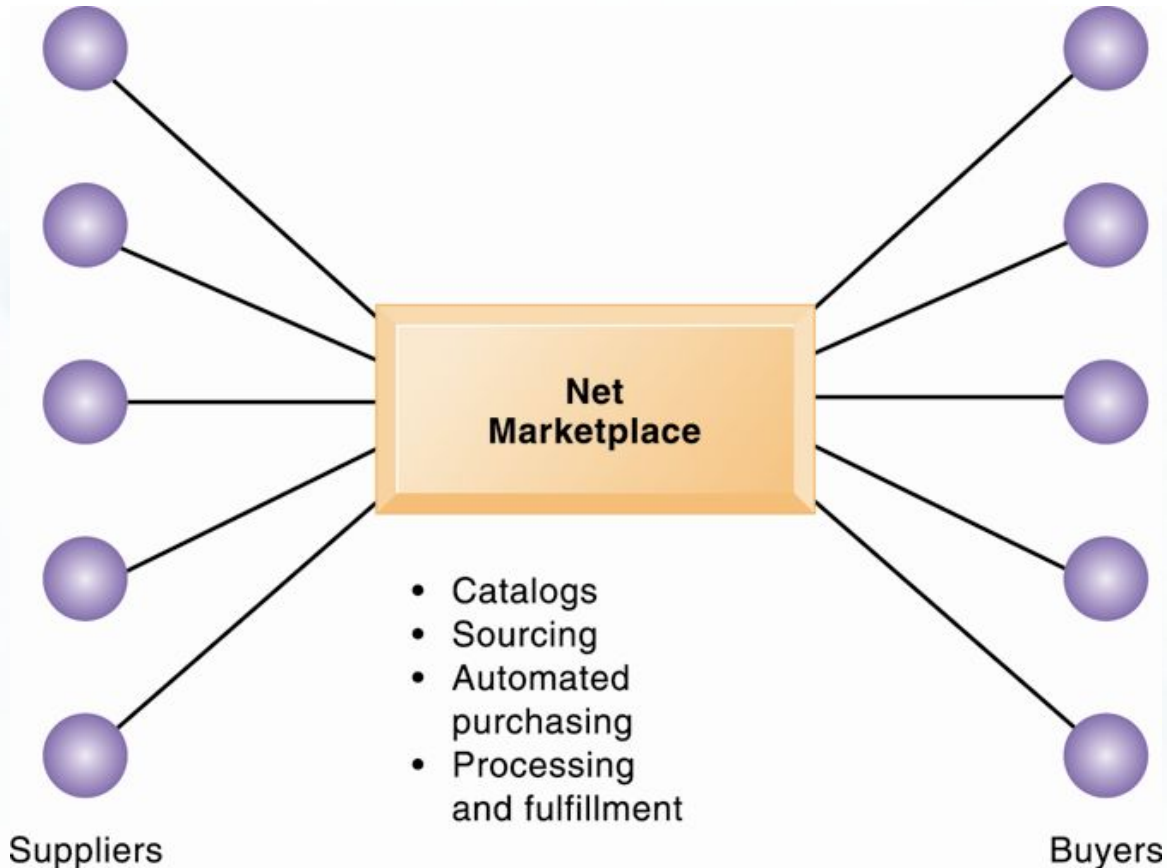 Net
Marketplace
• Catalogs
• Sourcing
• Automated
purchasing
• Processing
and fulfillment
Suppliers
Buyers